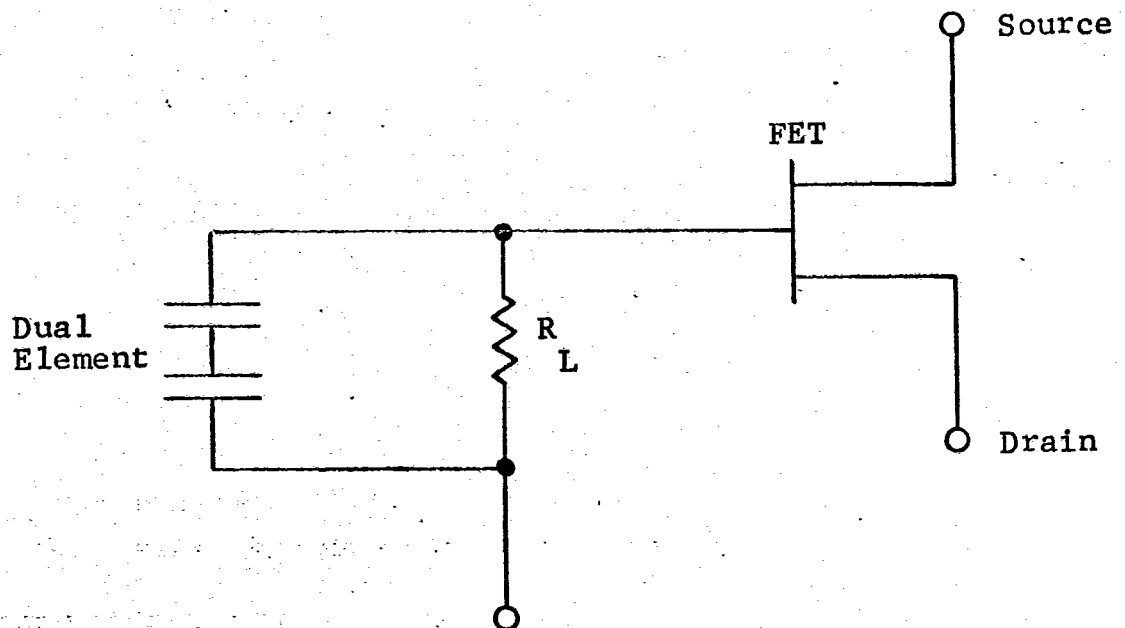 Source
FET
Dual
Element
R
L
Drain